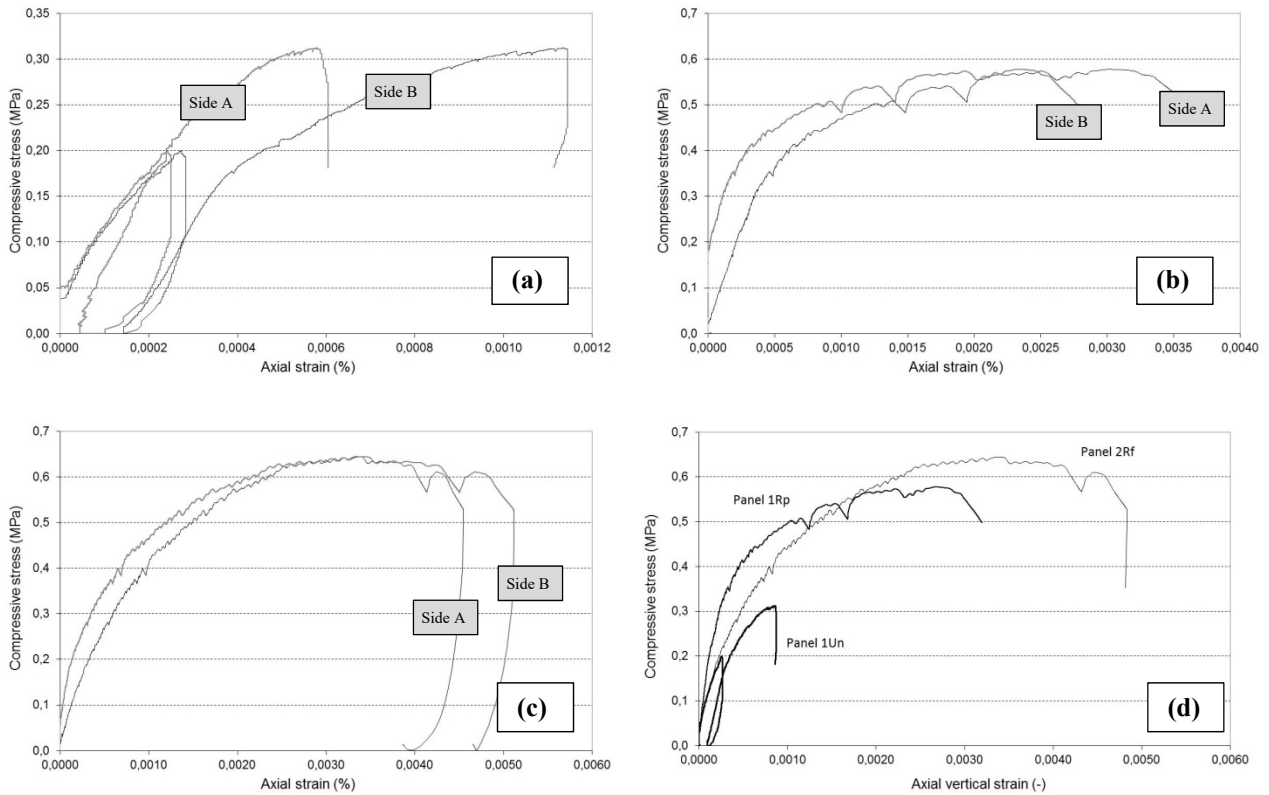 0,35
0,30
0,25
0,20
0,15
0,10
0,05
0,00
Compressive stress (MPa)
Side A
Side B
(a)
0,0000 0,0002 0,0004 0,0006 0,0008 0,0010 0,0012
Axial strain (%)
0,7
0,6
0,5
0,4
0,3
0,2
0,1
0,0
Compressive stress (MPa)
Side A
Side B
(b)
0,0000 0,0005 0,0010 0,0015 0,0020 0,0025 0,0030 0,0035 0,0040
Axial strain (%)
0,7
0,6
0,5
0,4
0,3
0,2
0,1
0,0
Compressive stress (MPa)
Side B
Side A
(c)
0,0000 0,0010 0,0020 0,0030 0,0040 0,0050 0,0060
Axial strain (%)
0,7
0,6
0,5
0,4
0,3
0,2
0,1
0,0
Compressive stress (MPa)
Panel 2Rf
Panel 1Rp
Panel 1Un
(d)
0,0000 0,0010 0,0020 0,0030 0,0040 0,0050 0,0060
Axial vertical strain (-)